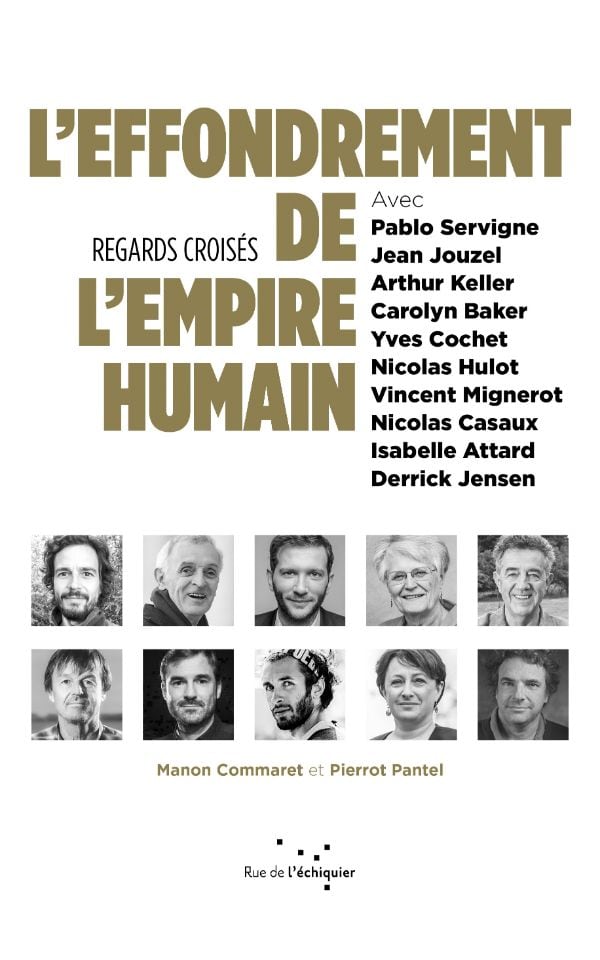 L’EFFONDREMENT
REGARDS CROISÉS
DE
L’EMPIRE
HUMAIN
Avec
Pablo Servigne
Jean Jouzel
Arthur Keller
Carolyn Baker
Yves Cochet
Nicolas Hulot
Vincent Mignerot
Nicolas Casaux
Isabelle Attard
Derrick Jensen
Manon Commaret et Pierrot Pantel
Rue de l’échiquier